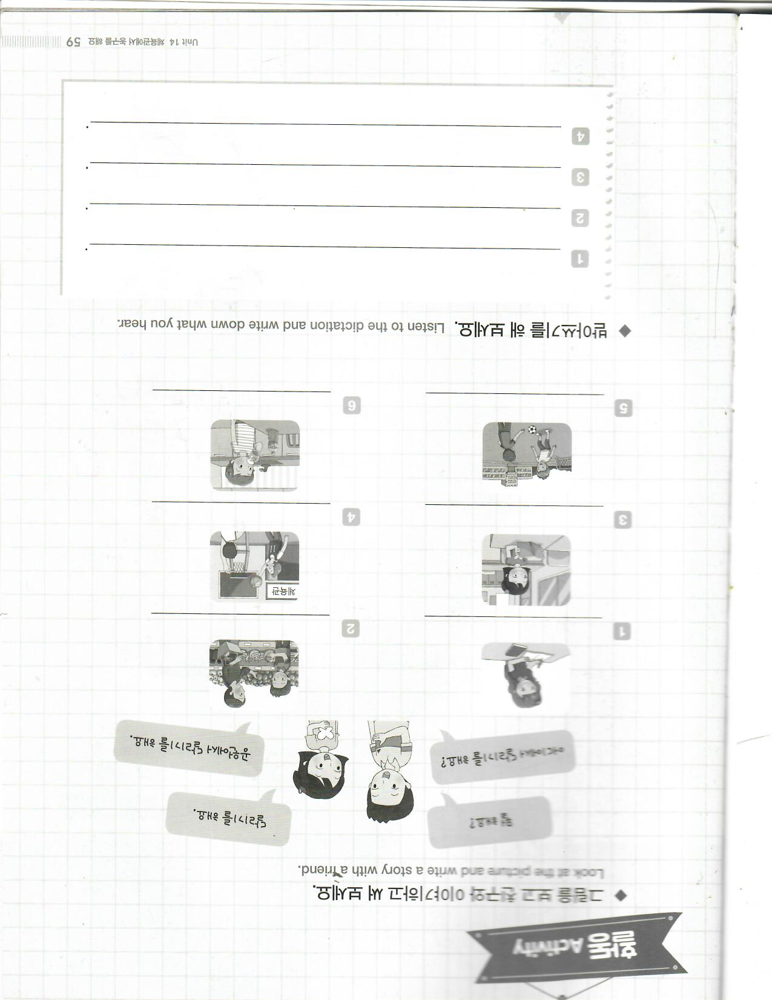 활동 Activity
◆ 그림을 보고 친구와 이야기하고 써 보세요.
Look at the picture and write a story with a friend.
뭘 해요?
달리기를 해요.
어디에서 달리기를 해요?
운동장에서 달리기를 해요.
1
2
3
4
체육관
5
6
◆ 받아쓰기를 해 보세요. Listen to the dictation and write down what you hear.
1 .
2 .
3 .
4 .
Unit 14 체육관에서 농구를 해요 59